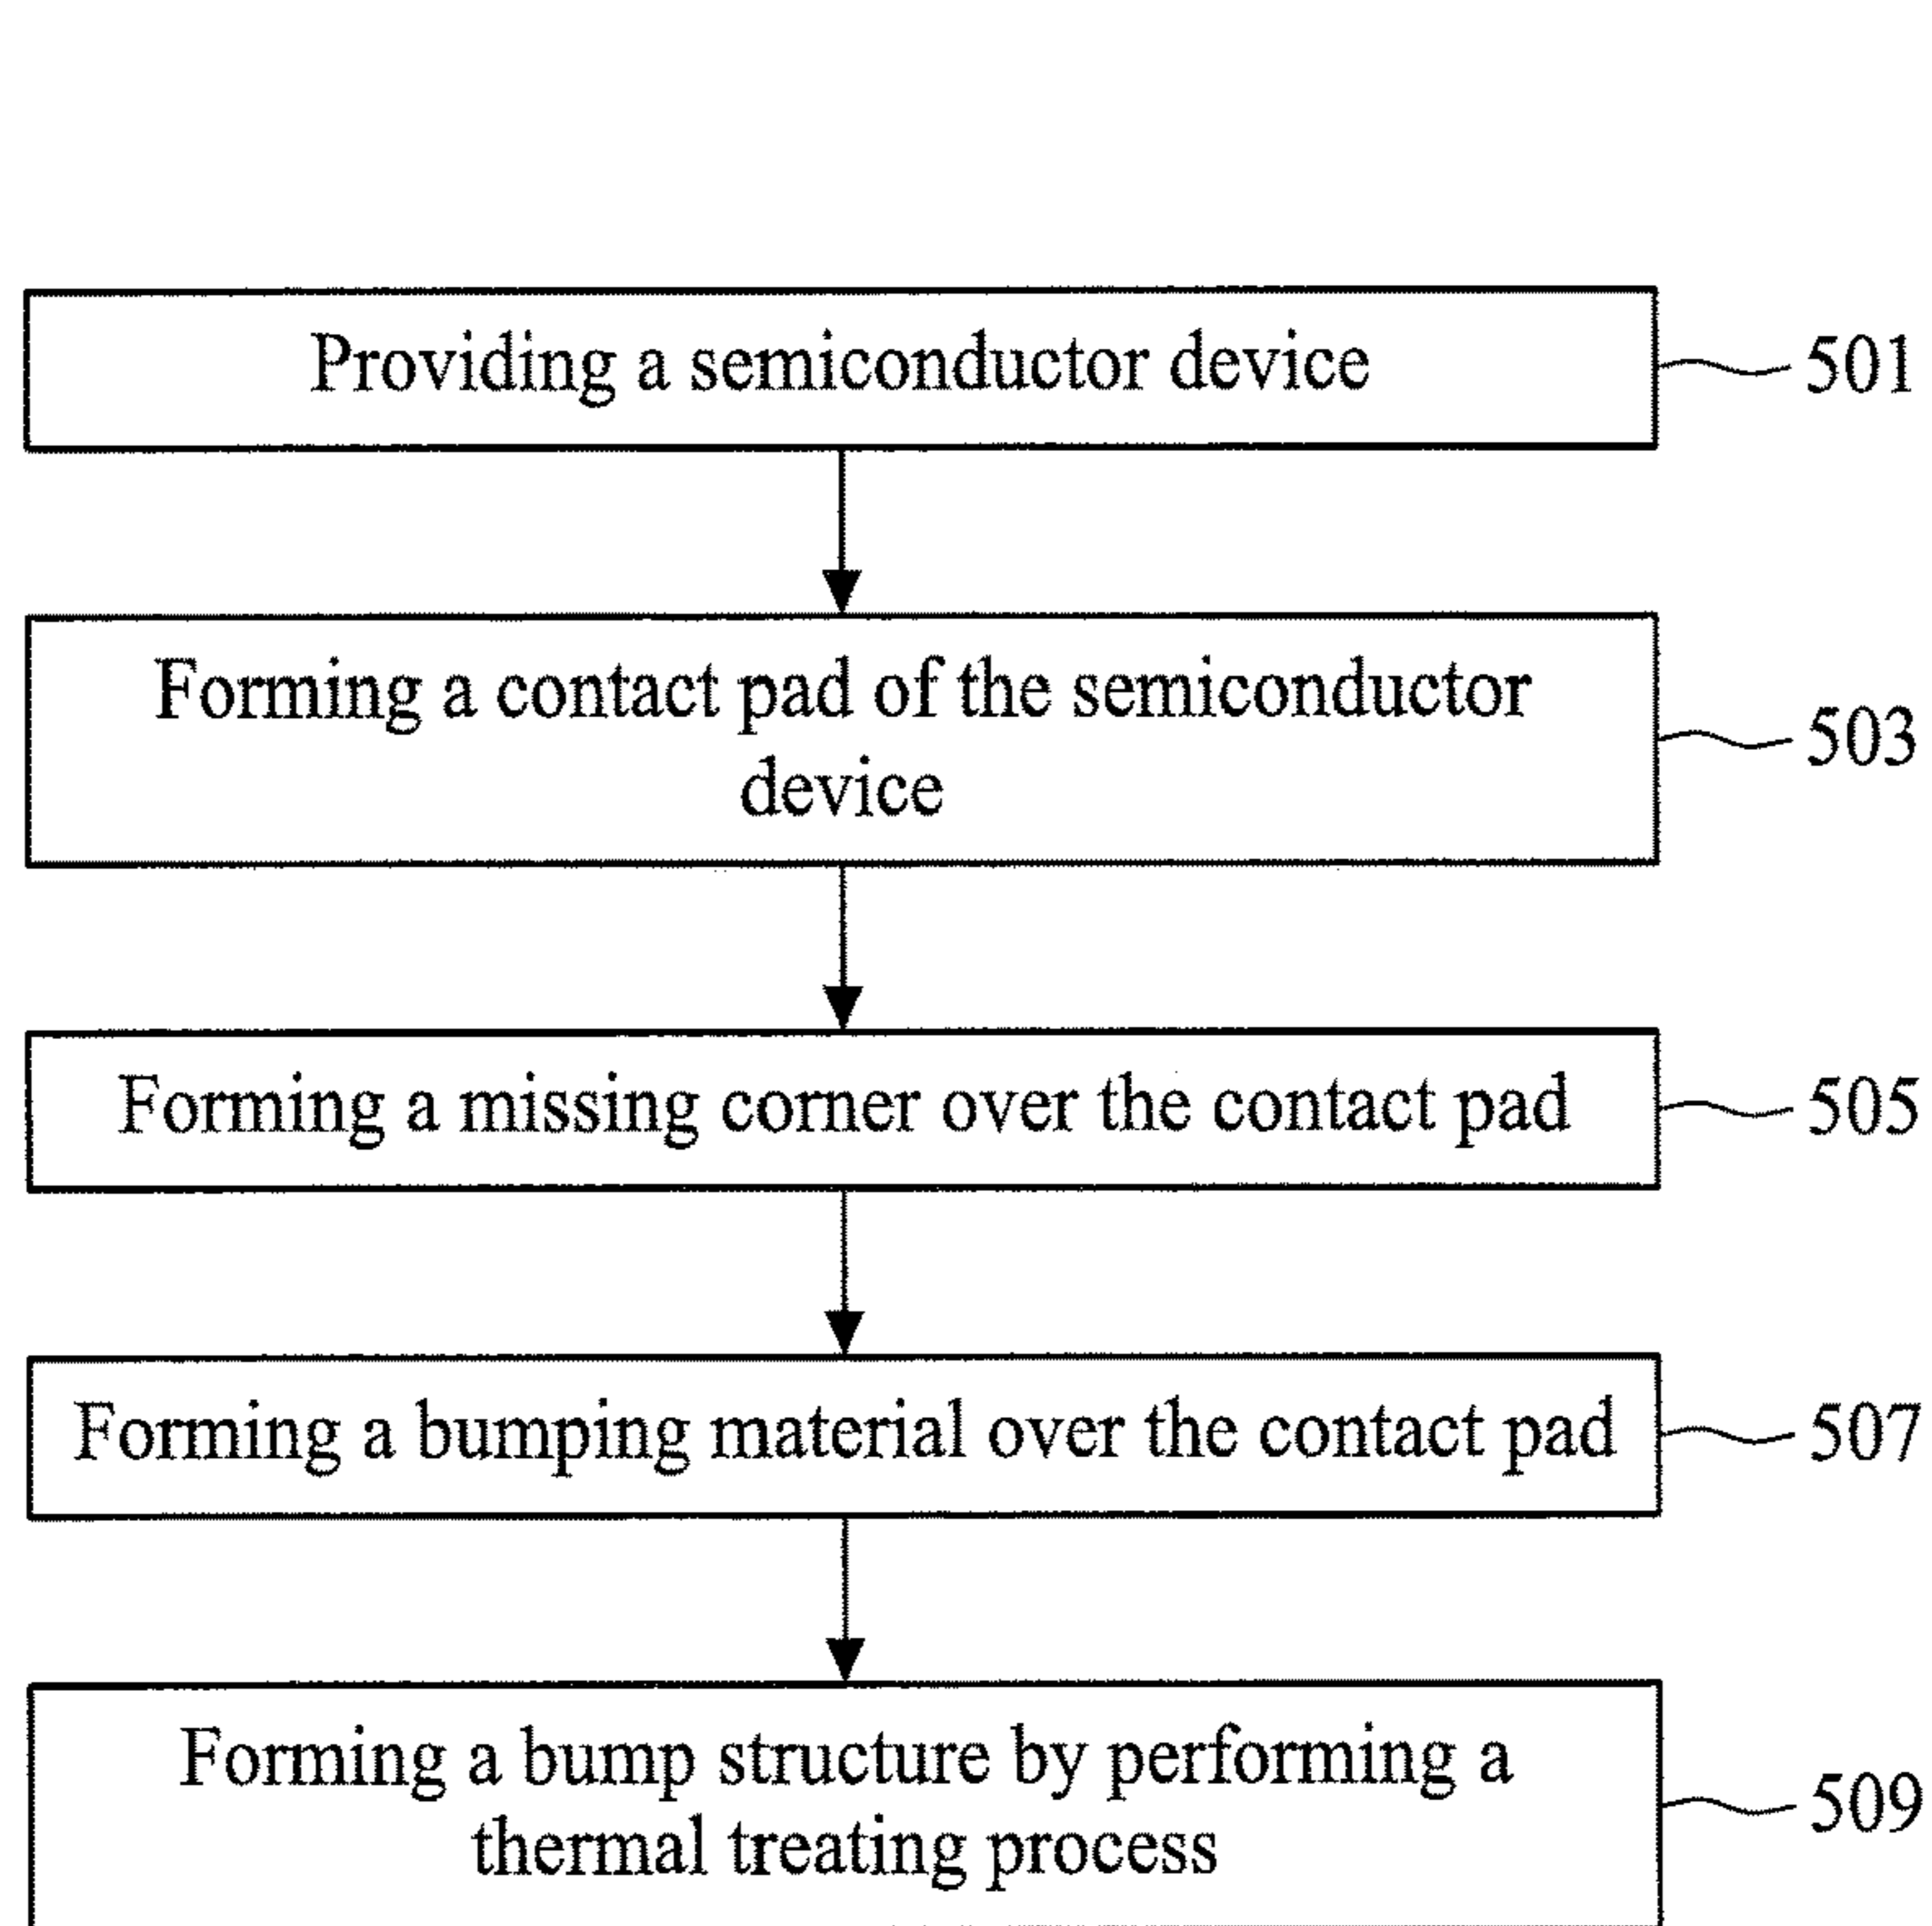 Providing a semiconductor device
501
Forming a contact pad of the semiconductor
device
503
Forming a missing corner over the contact pad
505
Forming a bumping material over the contact pad
507
Forming a bump structure by performing a
thermal treating process
509